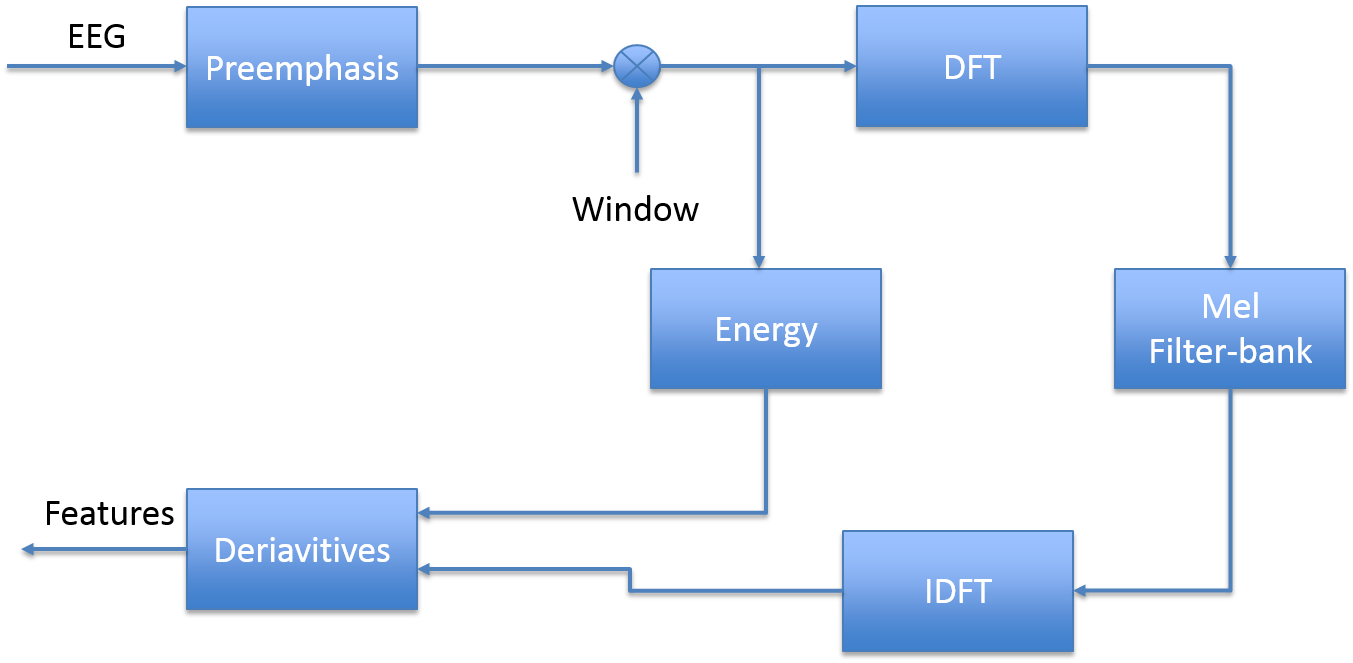 EEG
Preemphasis
DFT
Window
Energy
Mel
Filter-bank
Features
Deriavitives
IDFT